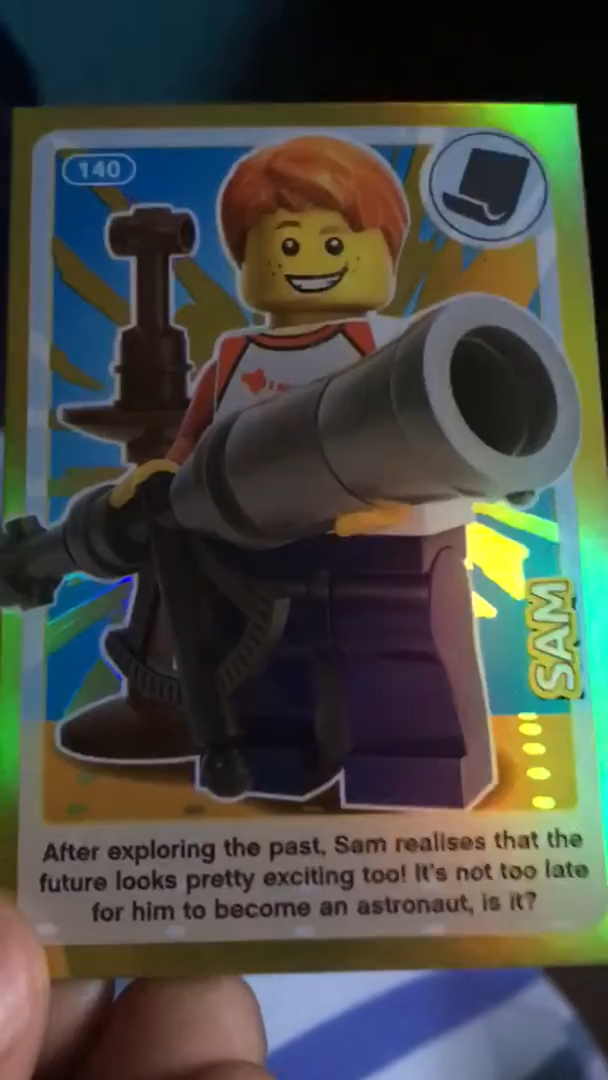 140
SAM
After exploring the past, Sam realises that the
future looks pretty exciting too! It's not too late
for him to become an astronaut, is it?